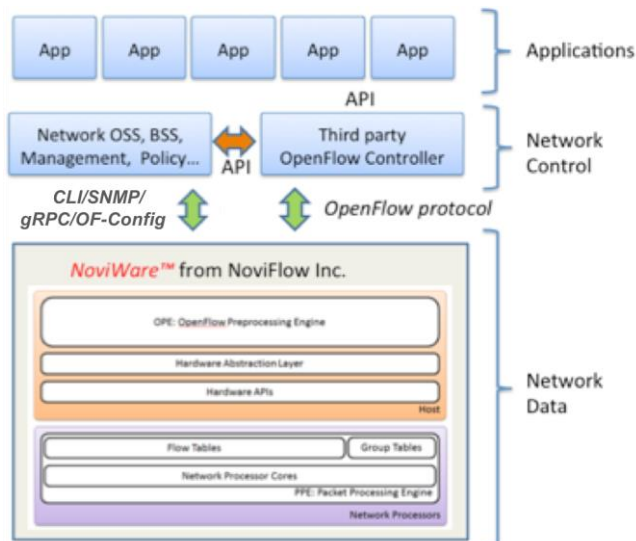 App App App App App
Applications
API
Network OSS, BSS,
Management, Policy...
API
Third party
OpenFlow Controller
Network
Control
CLI/SNMP/
gRPC/OF-Config
OpenFlow protocol
NoviWare™ from NoviFlow Inc.
OPE: OpenFlow Preprocessing Engine
Hardware Abstraction Layer
Hardware APIs
Host
Network
Data
Flow Tables
Group Tables
Network Processor Cores
PPE: Packet Processing Engine
Network Processors